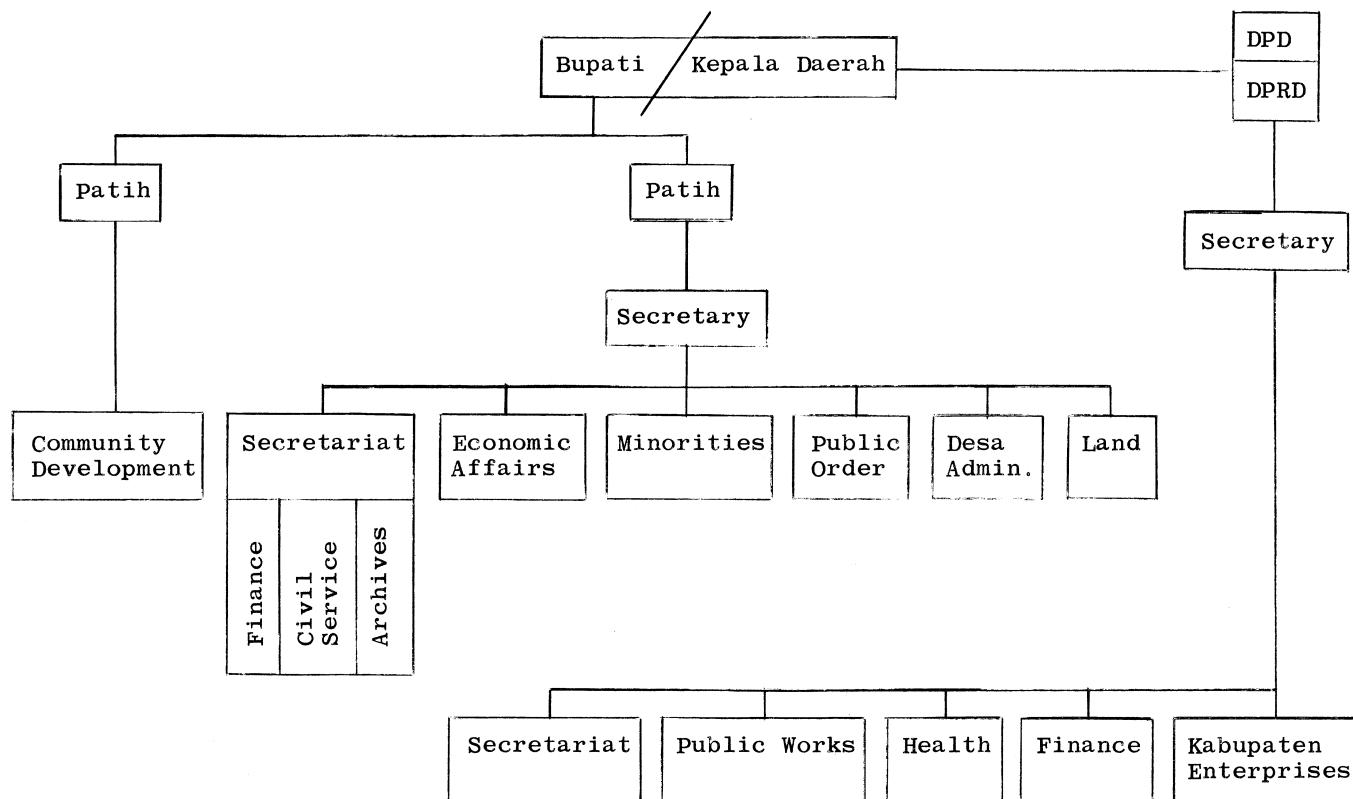 Bupati / Kepala Daerah
DPD
DPRD
Patih
Patih
Secretary
Secretary
Community
Development
Secretariat
Economic
Affairs
Minorities
Public
Order
Desa
Admin.
Land
Finance
Civil
Service
Archives
Secretariat
Public Works
Health
Finance
Kabupaten
Enterprises